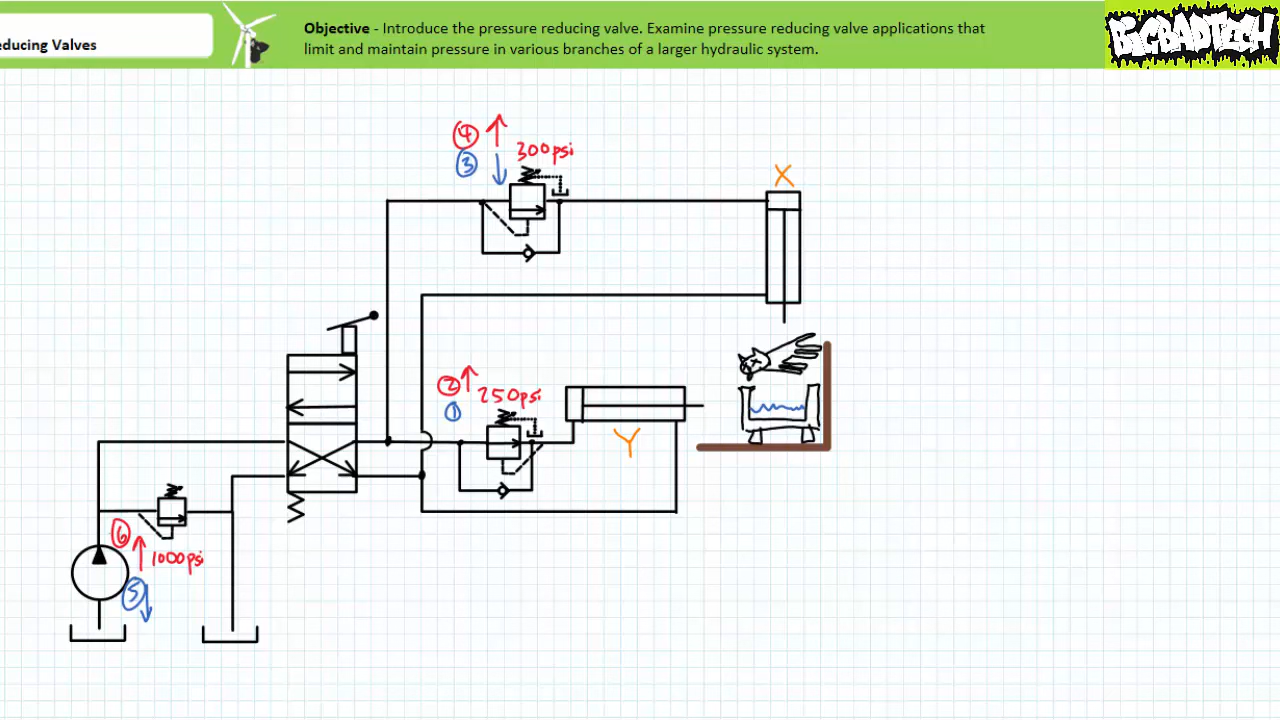 educing Valves
Objective - Introduce the pressure reducing valve. Examine pressure reducing valve applications that
limit and maintain pressure in various branches of a larger hydraulic system.
BIGBADTECH
4
3
300psi
X
2
1
250psi
Y
6
1000psi
5